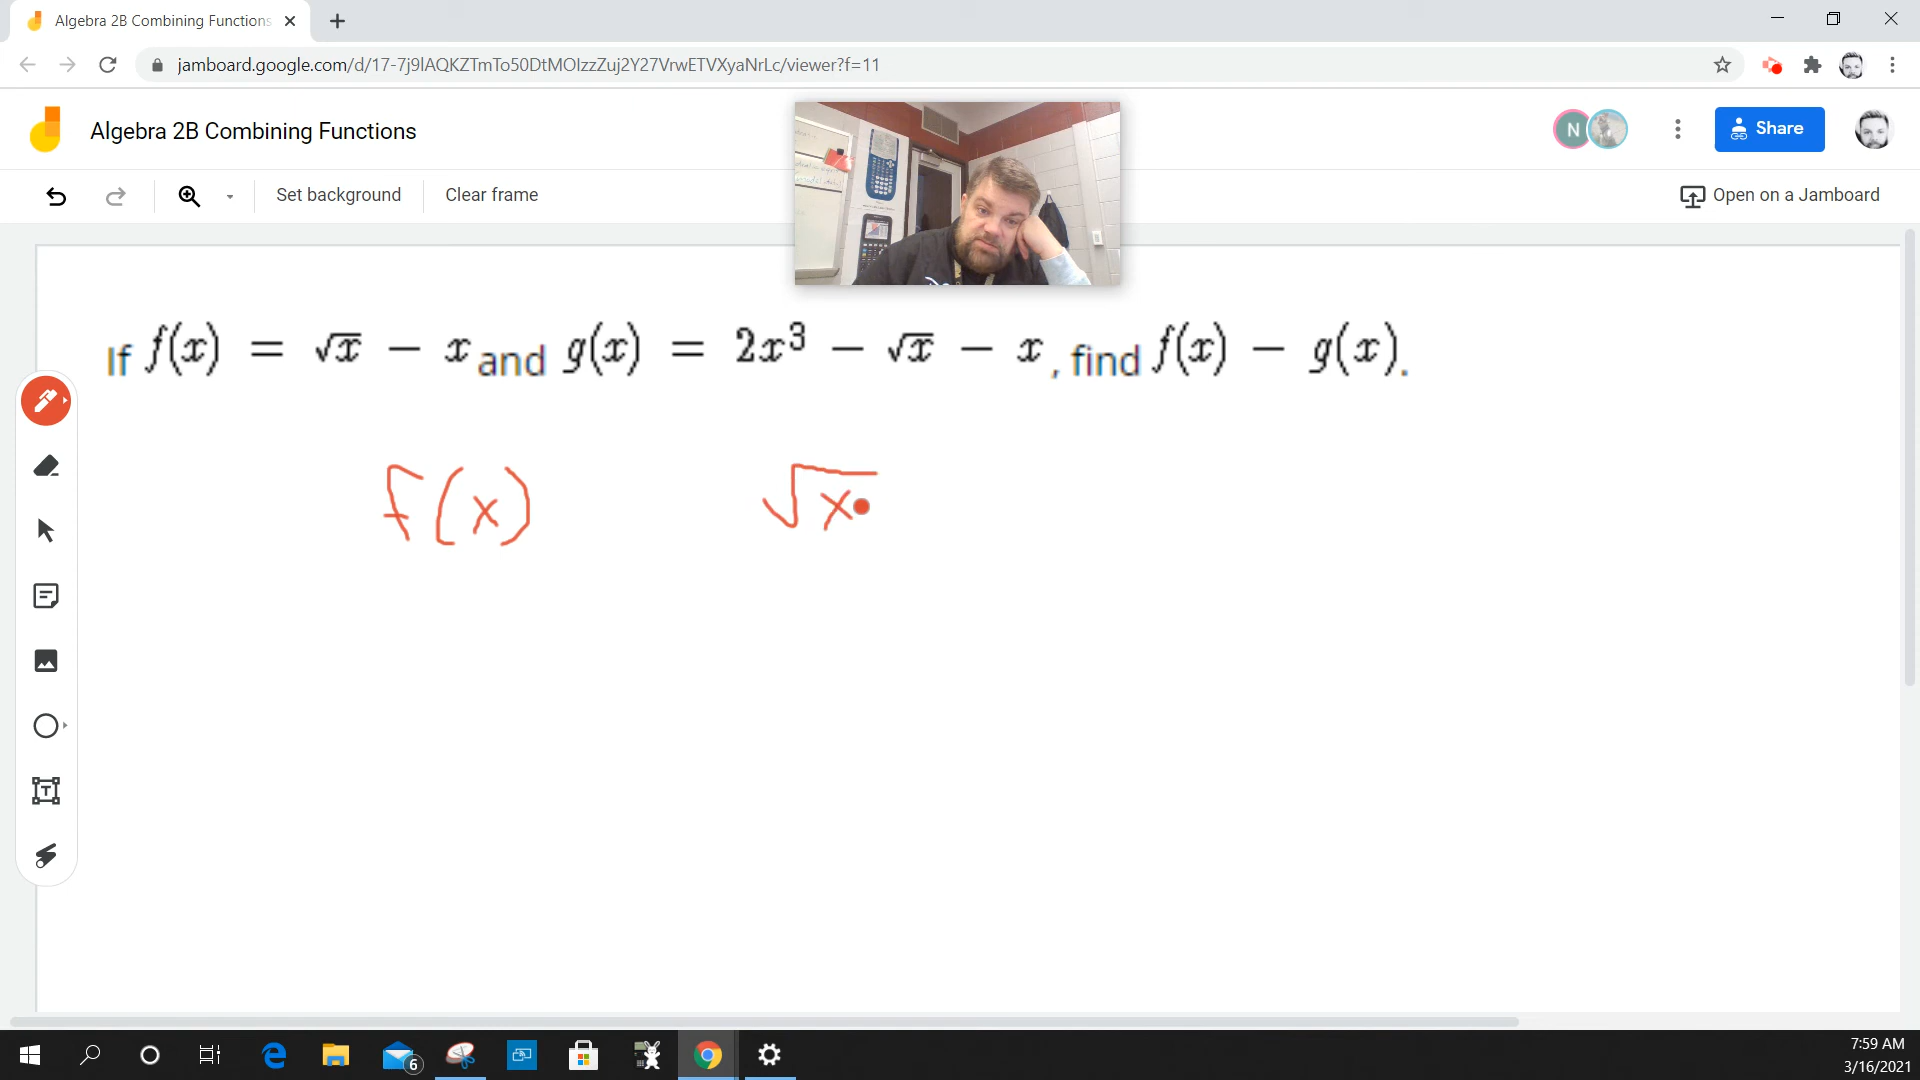 Algebra 2B Combining Functions
jamboard.google.com/d/17-7j9lAQKZTmTo50DtMOIzzZuj2Y27VrwETVXyaNrLc/viewer?f=11
Algebra 2B Combining Functions
N
Share
Set background
Clear frame
Open on a Jamboard
If f(x) = √x − x and g(x) = 2x³ − √x − x, find f(x) − g(x).
f(x) √x
6
7:59 AM
3/16/2021